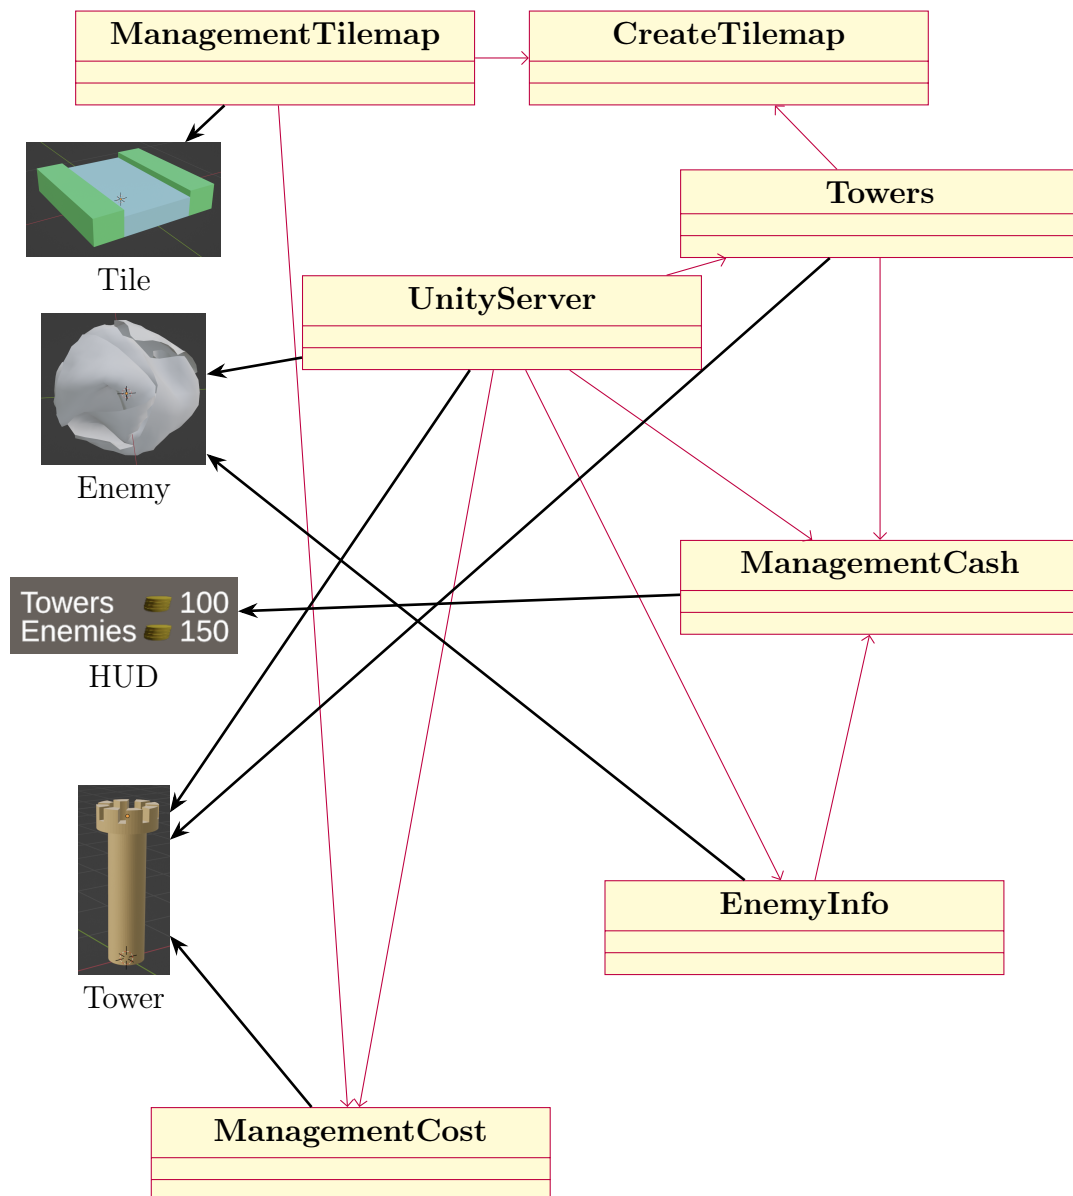 ManagementTilemap
CreateTilemap
Tile
Towers
UnityServer
Enemy
ManagementCash
Towers 100
Enemies 150
HUD
EnemyInfo
Tower
ManagementCost